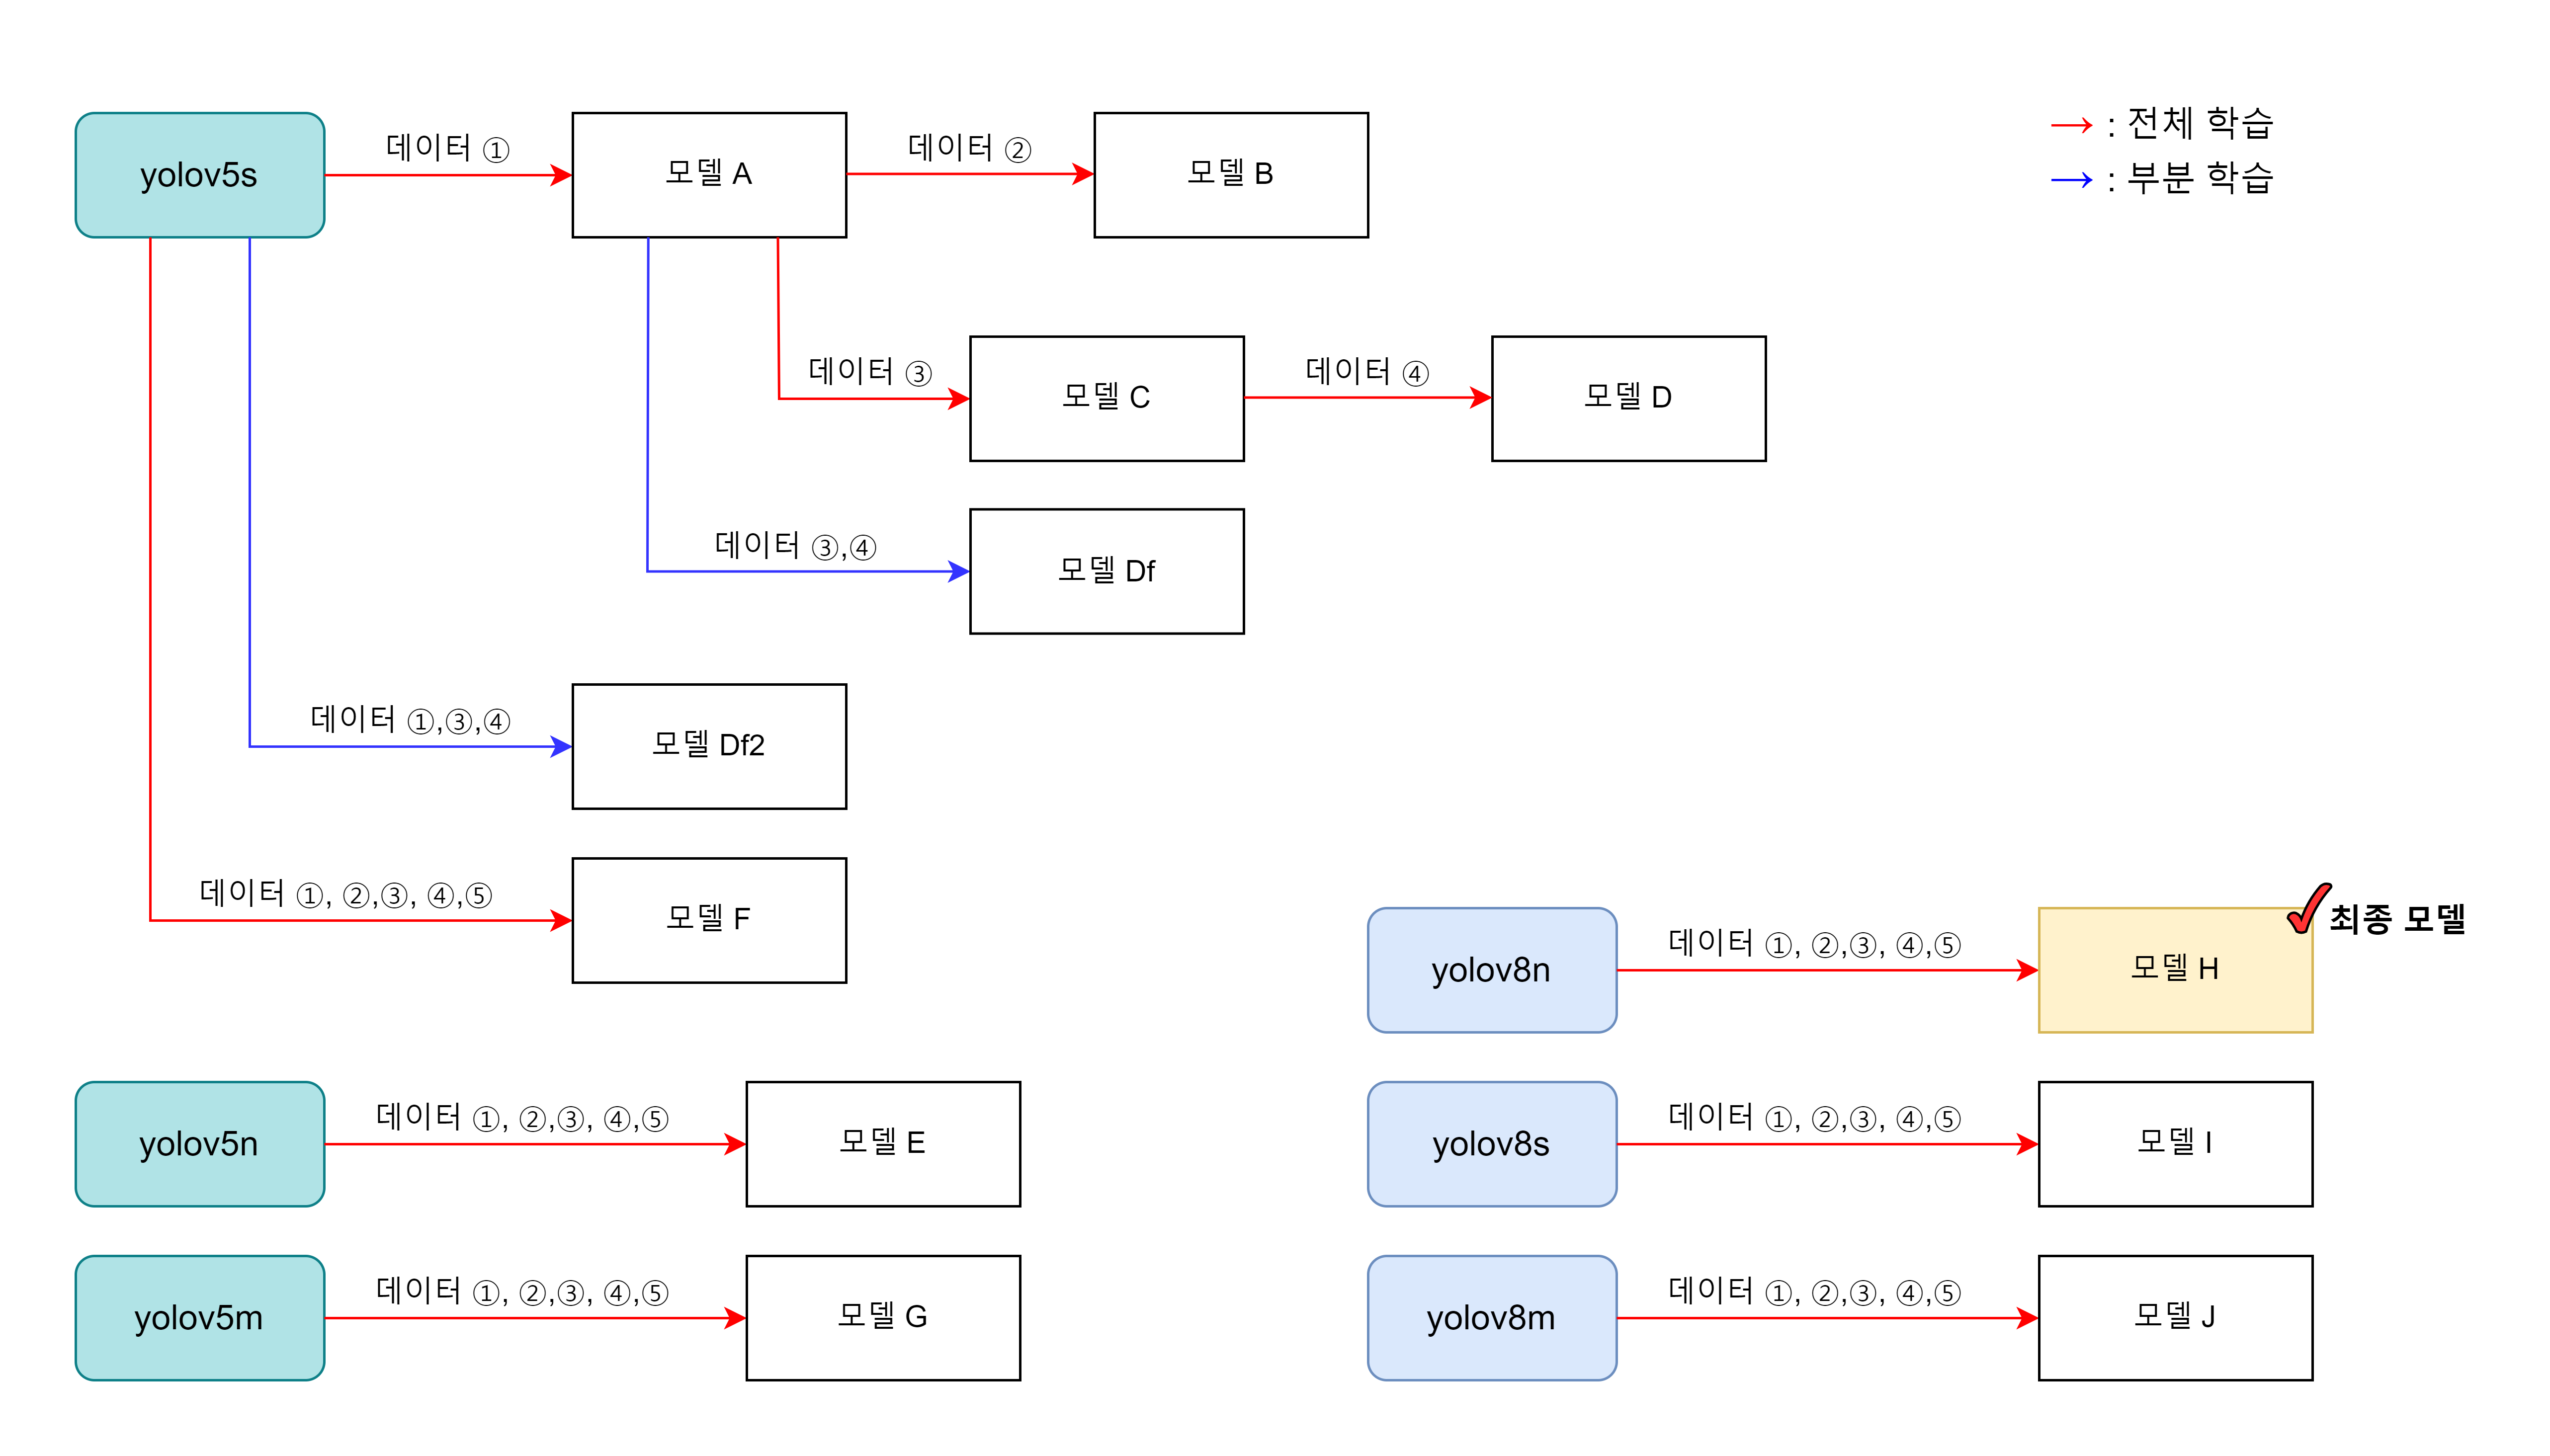 yolov5s
데이터 ①
모델 A
데이터 ②
모델 B
: 전체 학습
: 부분 학습
데이터 ③
모델 C
데이터 ④
모델 D
데이터 ③,④
모델 Df
데이터 ①,③,④
모델 Df2
데이터 ①, ②,③, ④,⑤
모델 F
yolov8n
데이터 ①, ②,③, ④,⑤
모델 H
최종 모델
yolov5n
데이터 ①, ②,③, ④,⑤
모델 E
yolov8s
데이터 ①, ②,③, ④,⑤
모델 I
yolov5m
데이터 ①, ②,③, ④,⑤
모델 G
yolov8m
데이터 ①, ②,③, ④,⑤
모델 J